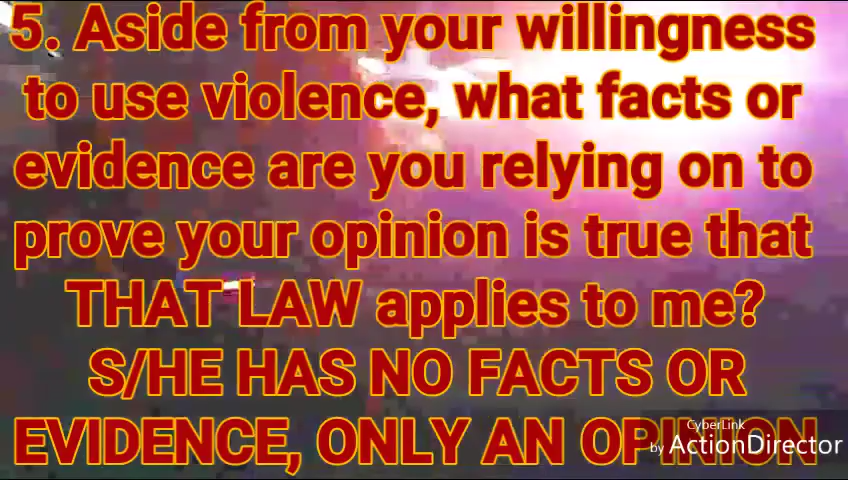 5. Aside from your willingness
to use violence, what facts or
evidence are you relying on to
prove your opinion is true that
THAT LAW applies to me?
S/HE HAS NO FACTS OR
EVIDENCE, ONLY AN OPINION
CyberLink
by ActionDirector